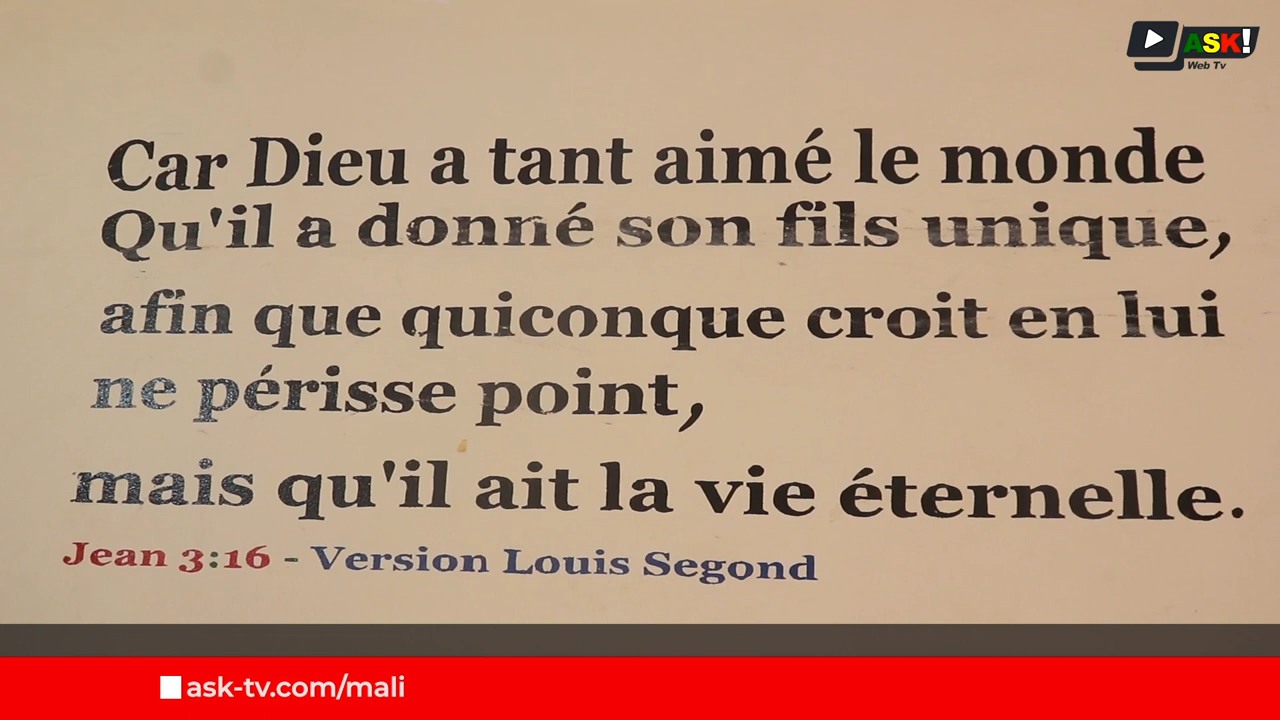 ASK!
Web Tv
Car Dieu a tant aimé le monde
Qu'il a donné son fils unique,
afin que quiconque croit en lui
ne périsse point,
mais qu'il ait la vie éternelle.
Jean 3:16 - Version Louis Segond
ask-tv.com/mali